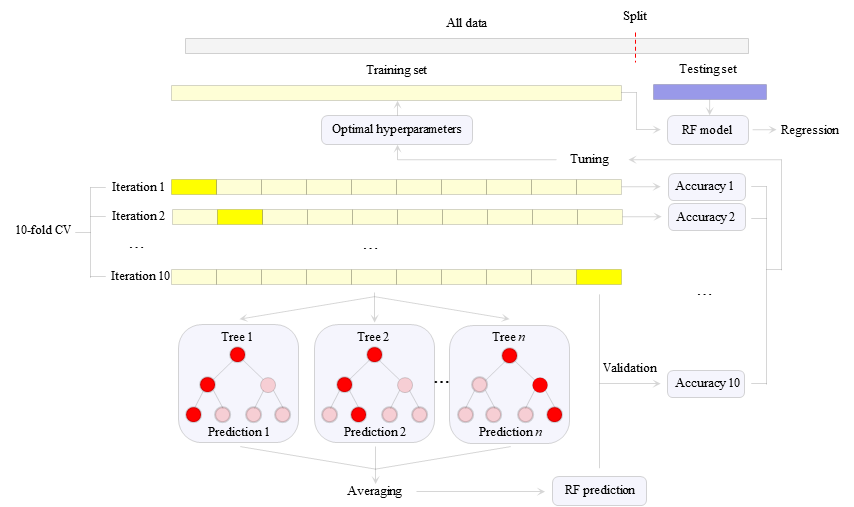 All data
Split
Training set
Testing set
Optimal hyperparameters
RF model
Regression
Tuning
Iteration 1
Accuracy 1
Iteration 2
Accuracy 2
10-fold CV
...
...
Iteration 10
...
Tree 1
Tree 2
Tree n
Validation
...
Accuracy 10
Prediction 1
Prediction 2
Prediction n
Averaging
RF prediction